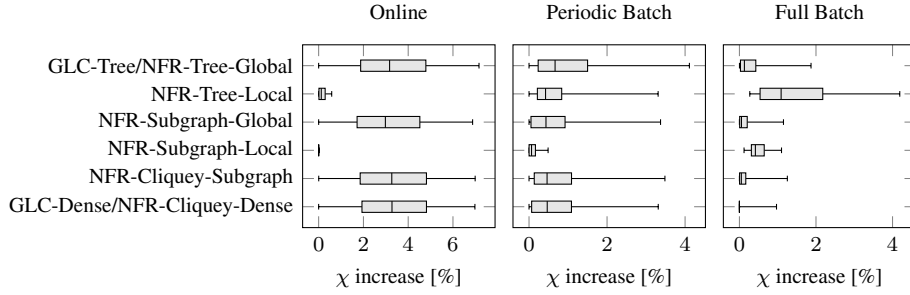 Online Periodic Batch Full Batch
GLC-Tree/NFR-Tree-Global
NFR-Tree-Local
NFR-Subgraph-Global
NFR-Subgraph-Local
NFR-Cliquey-Subgraph
GLC-Dense/NFR-Cliquey-Dense
0 2 4 6 0 2 4 0 2 4
χ increase [%] χ increase [%] χ increase [%]